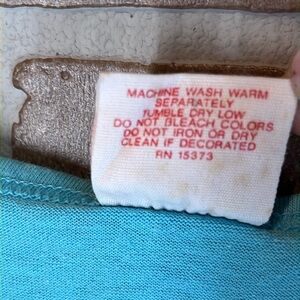 MACHINE WASH WARM
SEPARATELY
TUMBLE DRY LOW
DO NOT BLEACH COLORS
DO NOT IRON OR DRY
CLEAN IF DECORATED
RN 15373